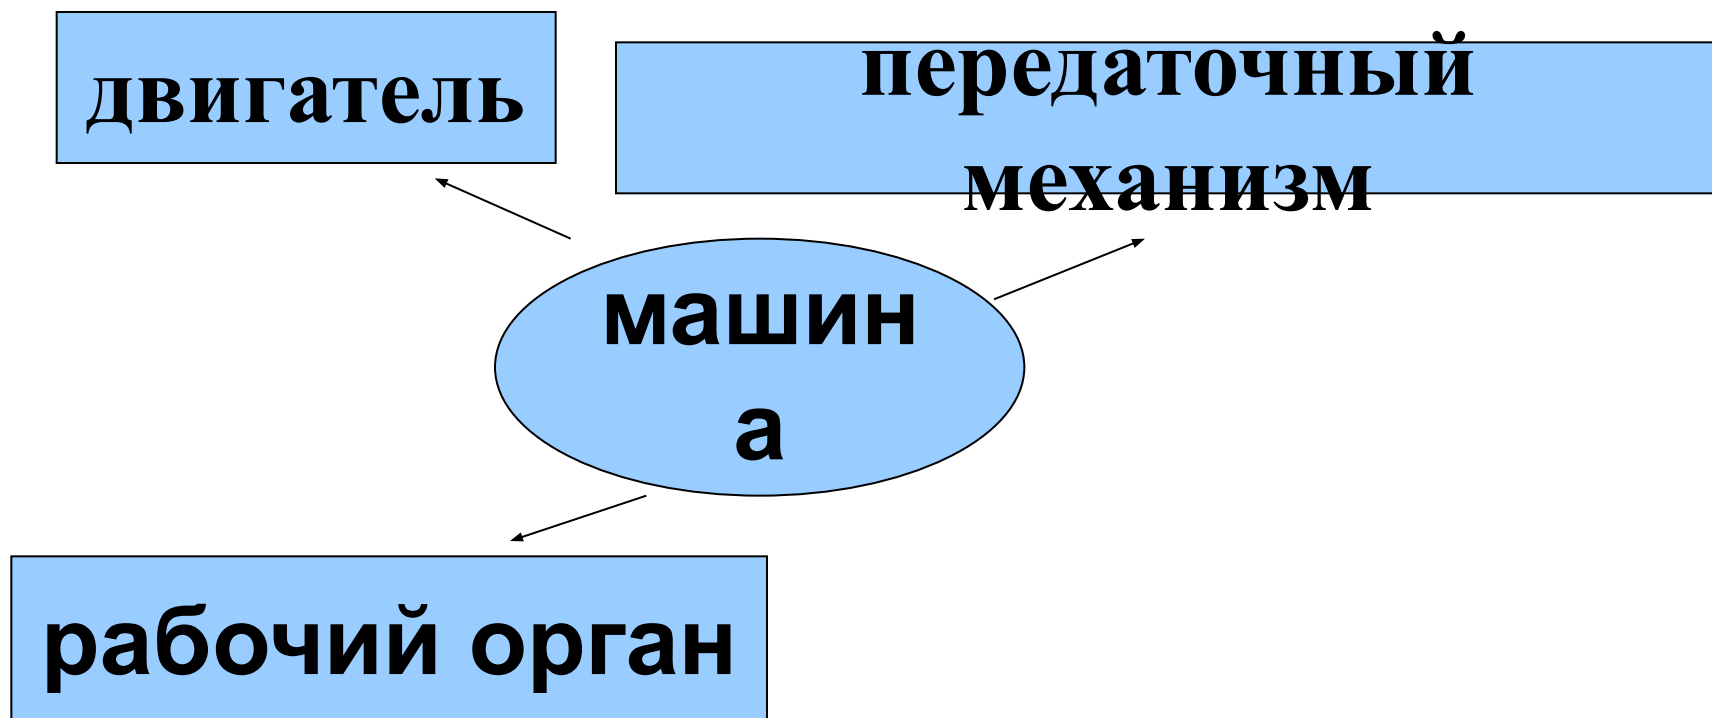 двигатель
передаточный
механизм
машин
а
рабочий орган